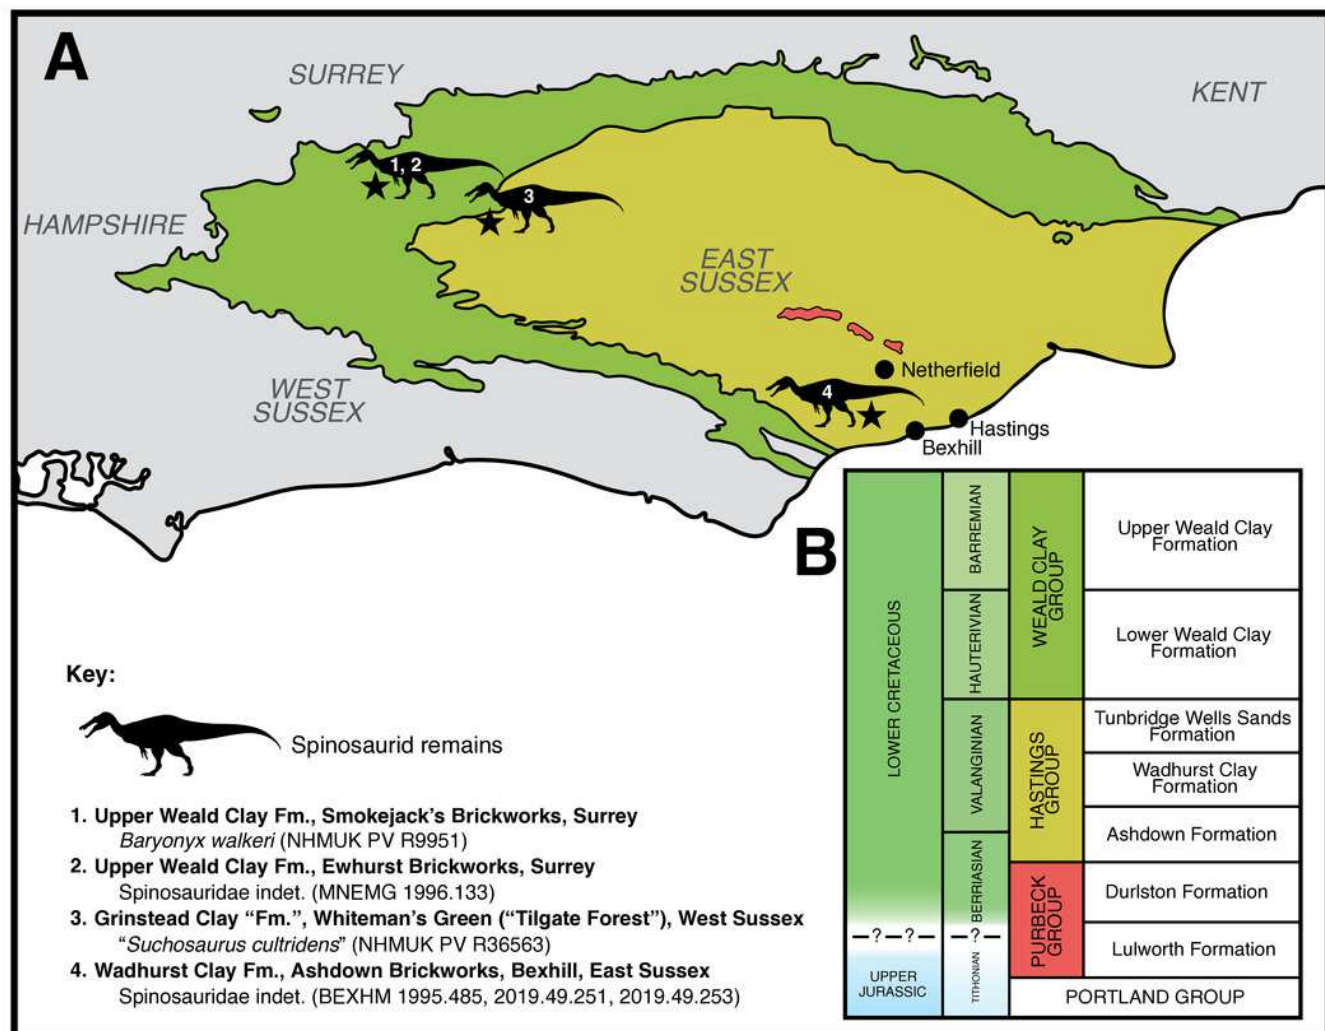 A
SURREY
KENT
HAMPSHIRE
1, 2
3
EAST
SUSSEX
WEST
SUSSEX
Netherfield
4
Hastings
Bexhill
B
LOWER CRETACEOUS
UPPER
JURASSIC
—?—?—
BARREMIAN
HAUTERIVIAN
VALANGINIAN
BERRIASIAN
—?—
TITHONIAN
WEALD CLAY
GROUP
HASTINGS
GROUP
PURBECK
GROUP
Upper Weald Clay
Formation
Lower Weald Clay
Formation
Tunbridge Wells Sands
Formation
Wadhurst Clay
Formation
Ashdown Formation
Durlston Formation
Lulworth Formation
PORTLAND GROUP
Key:
Spinosaurid remains
1. Upper Weald Clay Fm., Smokejack's Brickworks, Surrey
Baryonyx walkeri (NHMUK PV R9951)
2. Upper Weald Clay Fm., Ewhurst Brickworks, Surrey
Spinosauridae indet. (MNEMG 1996.133)
3. Grinstead Clay “Fm.”, Whiteman's Green (“Tilgate Forest”), West Sussex
“Suchosaurus cultridens” (NHMUK PV R36563)
4. Wadhurst Clay Fm., Ashdown Brickworks, Bexhill, East Sussex
Spinosauridae indet. (BEXHM 1995.485, 2019.49.251, 2019.49.253)